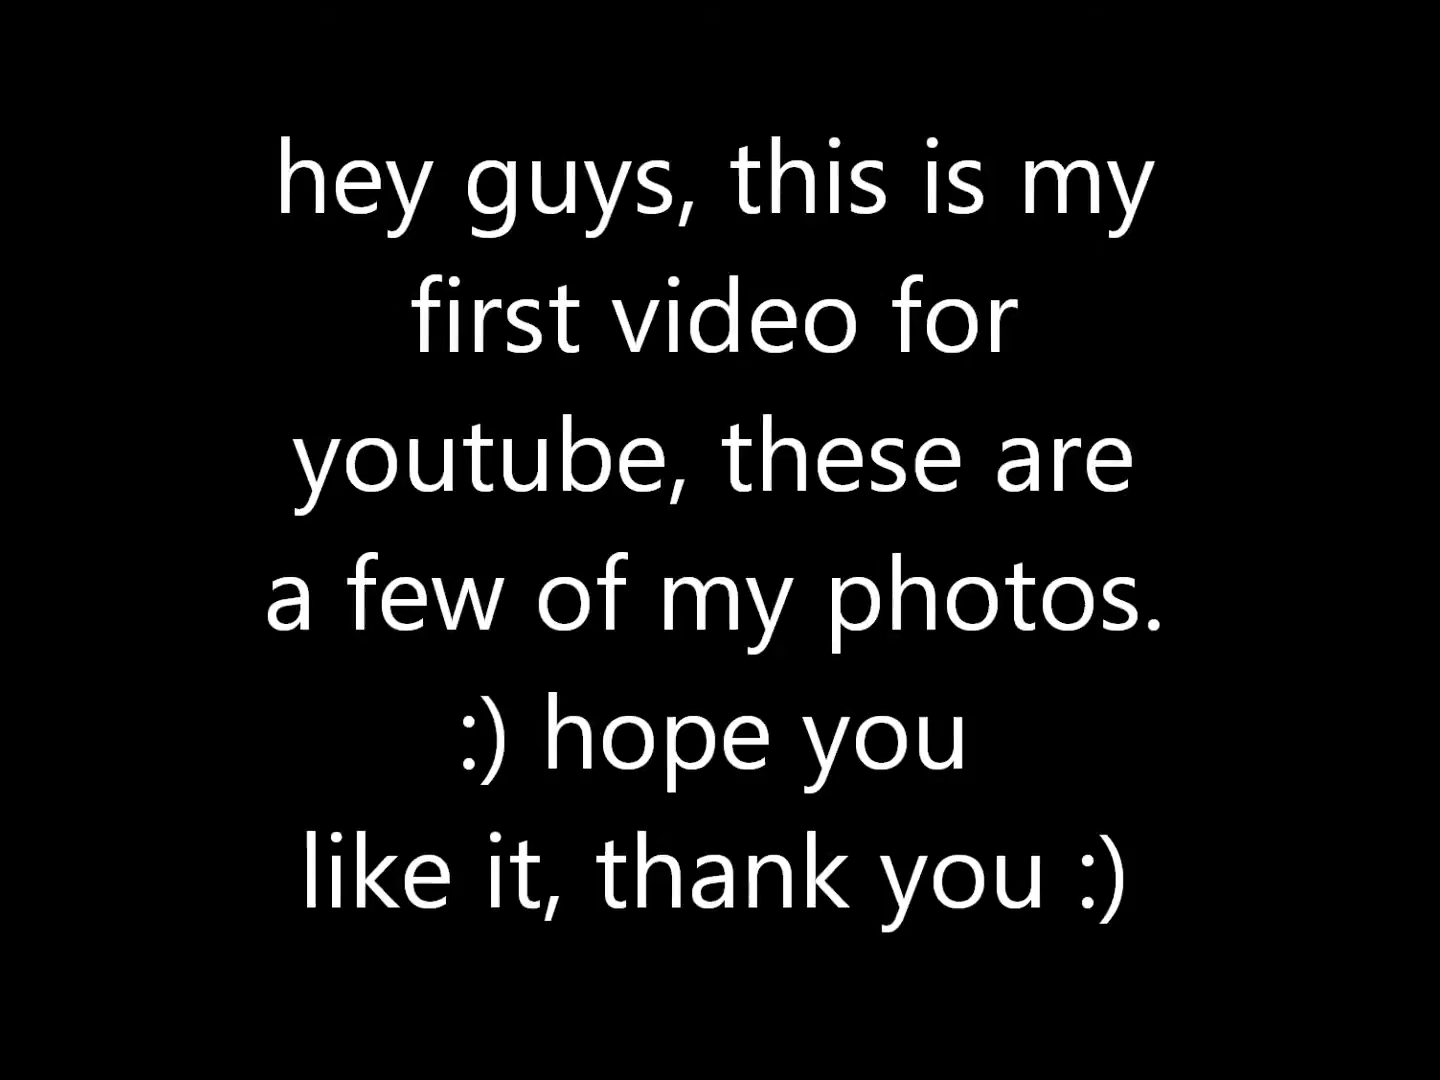 hey guys, this is my
first video for
youtube, these are
a few of my photos.
:) hope you
like it, thank you :)